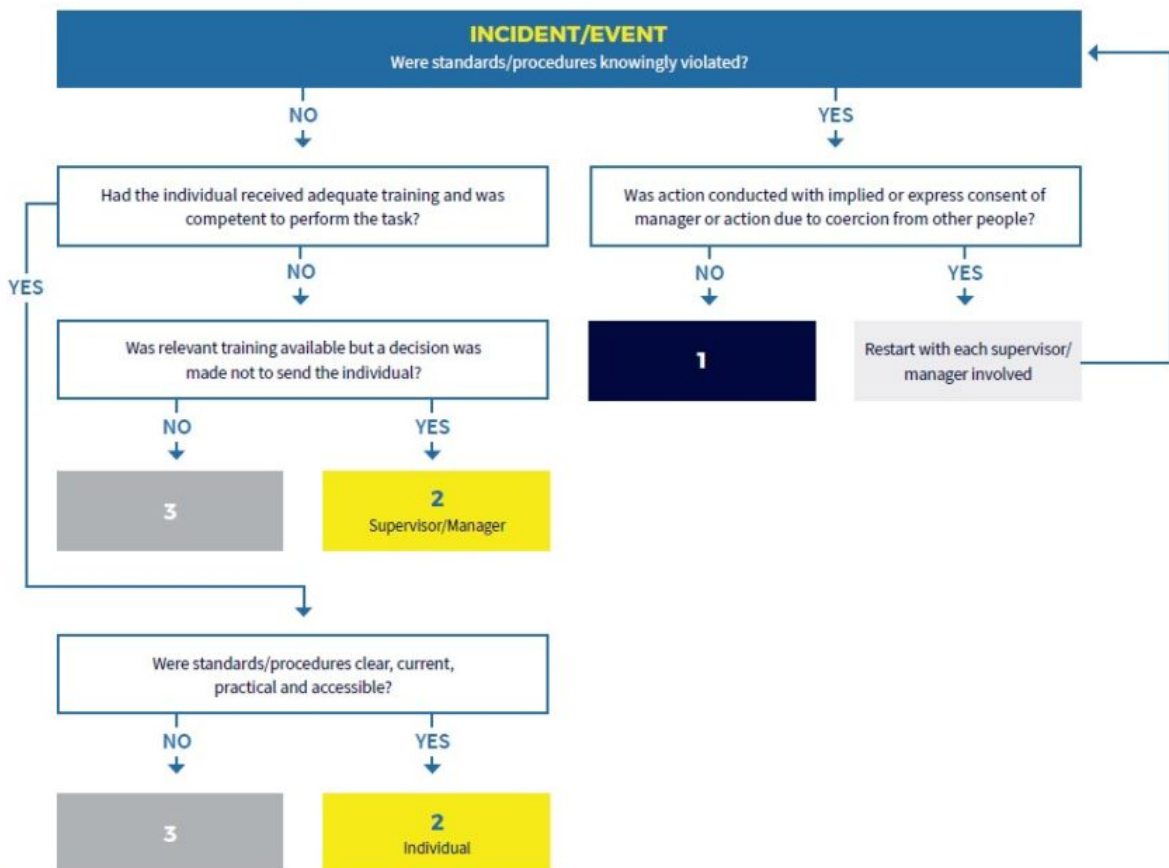 INCIDENT/EVENT
Were standards/procedures knowingly violated?
NO
YES
Had the individual received adequate training and was
competent to perform the task?
Was action conducted with implied or express consent of
manager or action due to coercion from other people?
YES
NO
NO
YES
Was relevant training available but a decision was
made not to send the individual?
1
Restart with each supervisor/
manager involved
NO
YES
3
2
Supervisor/Manager
Were standards/procedures clear, current,
practical and accessible?
NO
YES
3
2
Individual